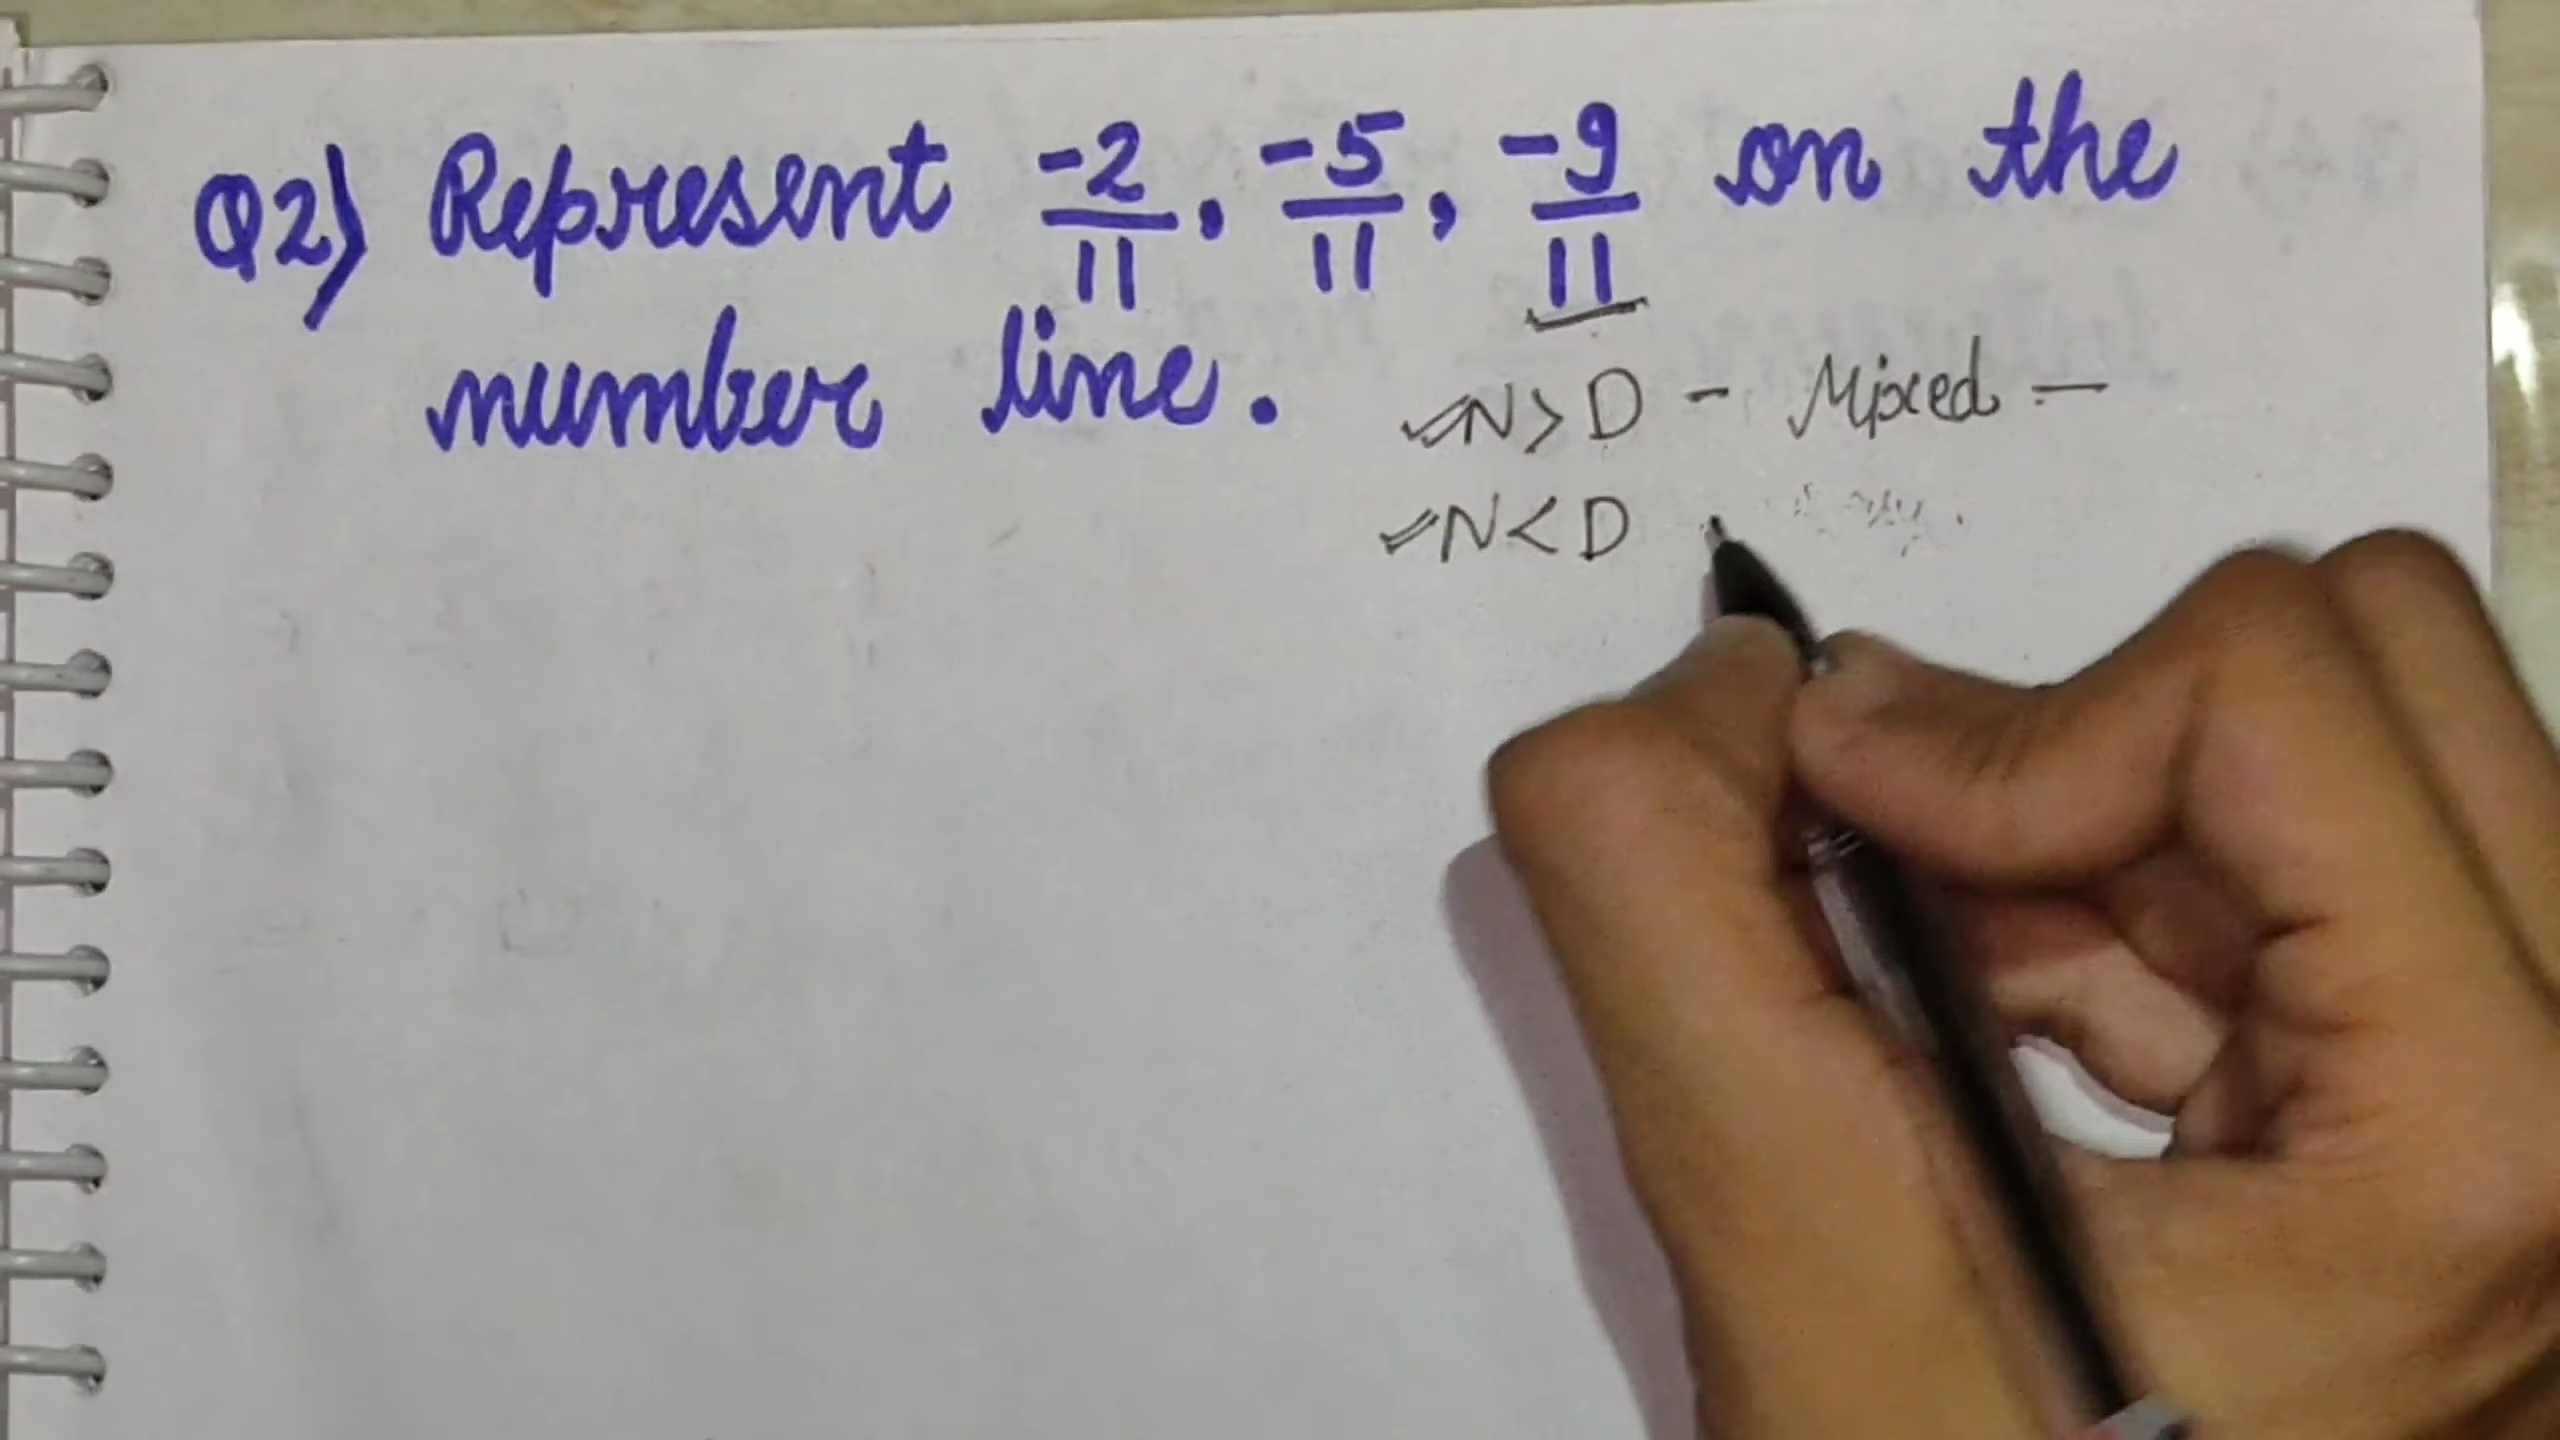 Q2) Represent -2/11, -5/11, -9/11 on the
number line.
N>D - Mixed -
N<D